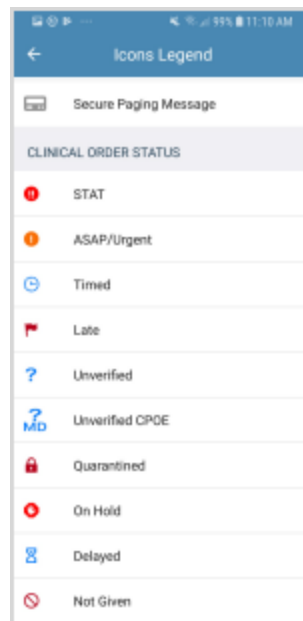 99% 11:10 AM
Icons Legend
Secure Paging Message
CLINICAL ORDER STATUS
STAT
ASAP/Urgent
Timed
Late
? Unverified
? MD Unverified CPOE
Quarantined
On Hold
Delayed
Not Given